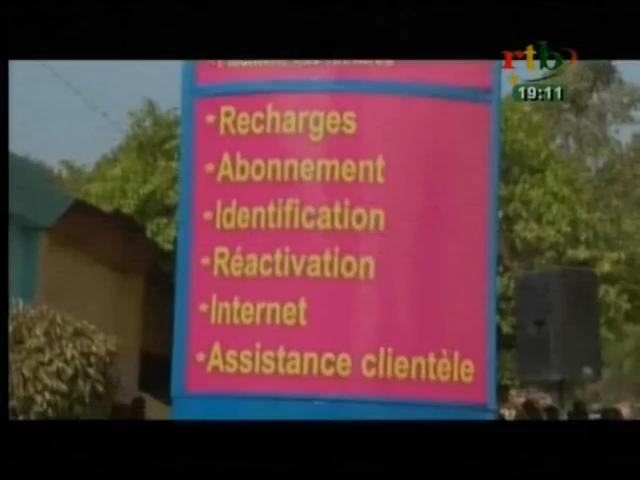 rtb
19:11
*Recharges
*Abonnement
*Identification
*Réactivation
*Internet
*Assistance clientèle